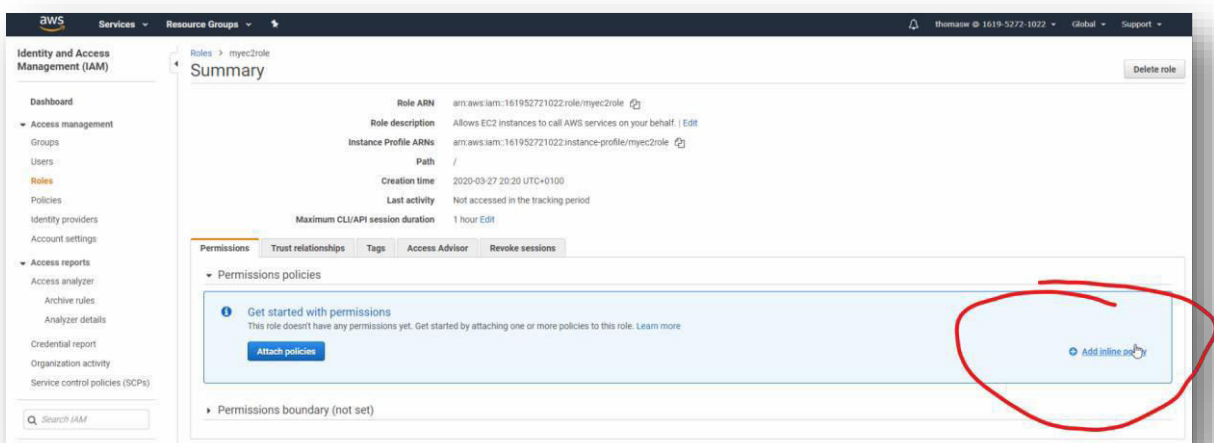 aws Services Resource Groups thomasw @ 1619-5272-1022 Global Support
Identity and Access
Management (IAM)
Dashboard
Access management
Groups
Users
Roles
Policies
Identity providers
Account settings
Access reports
Access analyzer
Archive rules
Analyzer details
Credential report
Organization activity
Service control policies (SCPs)
Search IAM
Roles > myec2role
Summary
Delete role
Role ARN arn:aws:iam::161952721022:role/myec2role
Role description Allows EC2 instances to call AWS services on your behalf. | Edit
Instance Profile ARNs arn:aws:iam::161952721022:instance-profile/myec2role
Path /
Creation time 2020-03-27 20:20 UTC+0100
Last activity Not accessed in the tracking period
Maximum CLI/API session duration 1 hour Edit
Permissions Trust relationships Tags Access Advisor Revoke sessions
Permissions policies
Get started with permissions
This role doesn't have any permissions yet. Get started by attaching one or more policies to this role. Learn more
Attach policies
Add inline policy
Permissions boundary (not set)